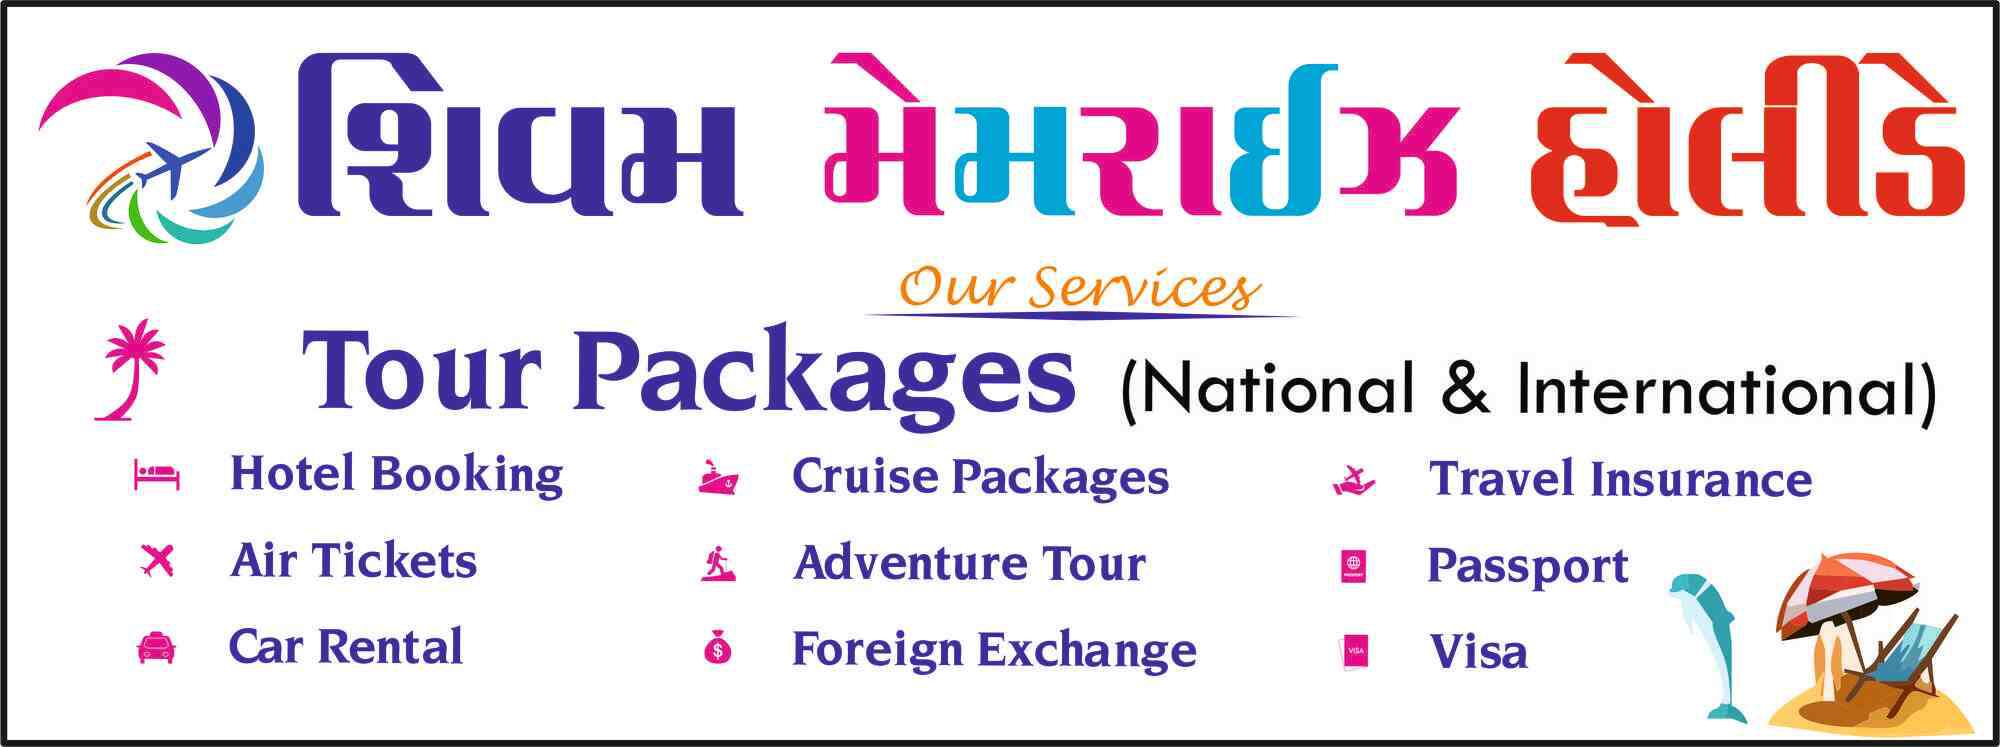 શિવમ મેમરાઈઝ હોલીડે
Our Services
Tour Packages (National & International)
Hotel Booking
Cruise Packages
Travel Insurance
Air Tickets
Adventure Tour
Passport
Car Rental
Foreign Exchange
Visa
VISA